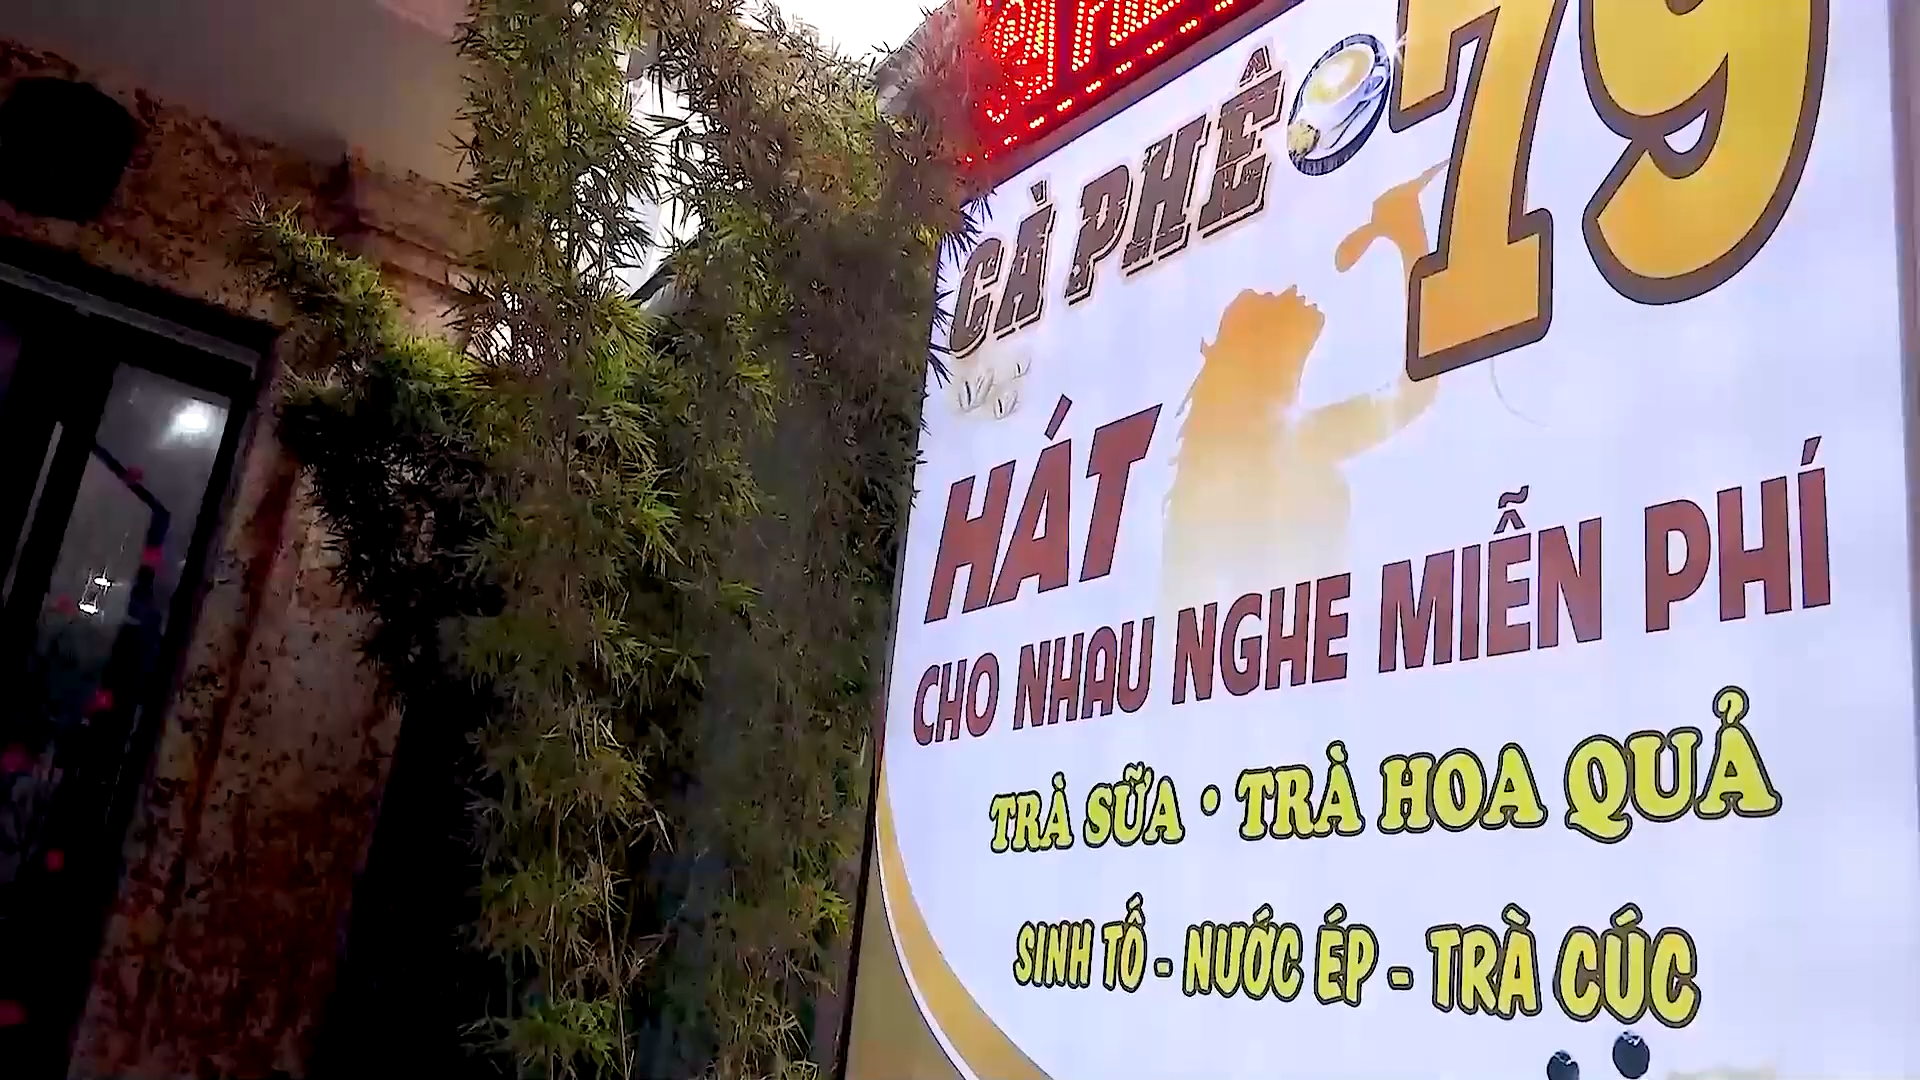 CÀ PHÊ 79
HÁT
CHO NHAU NGHE MIỄN PHÍ
TRÀ SỮA • TRÀ HOA QUẢ
SINH TỐ - NƯỚC ÉP - TRÀ CÚC